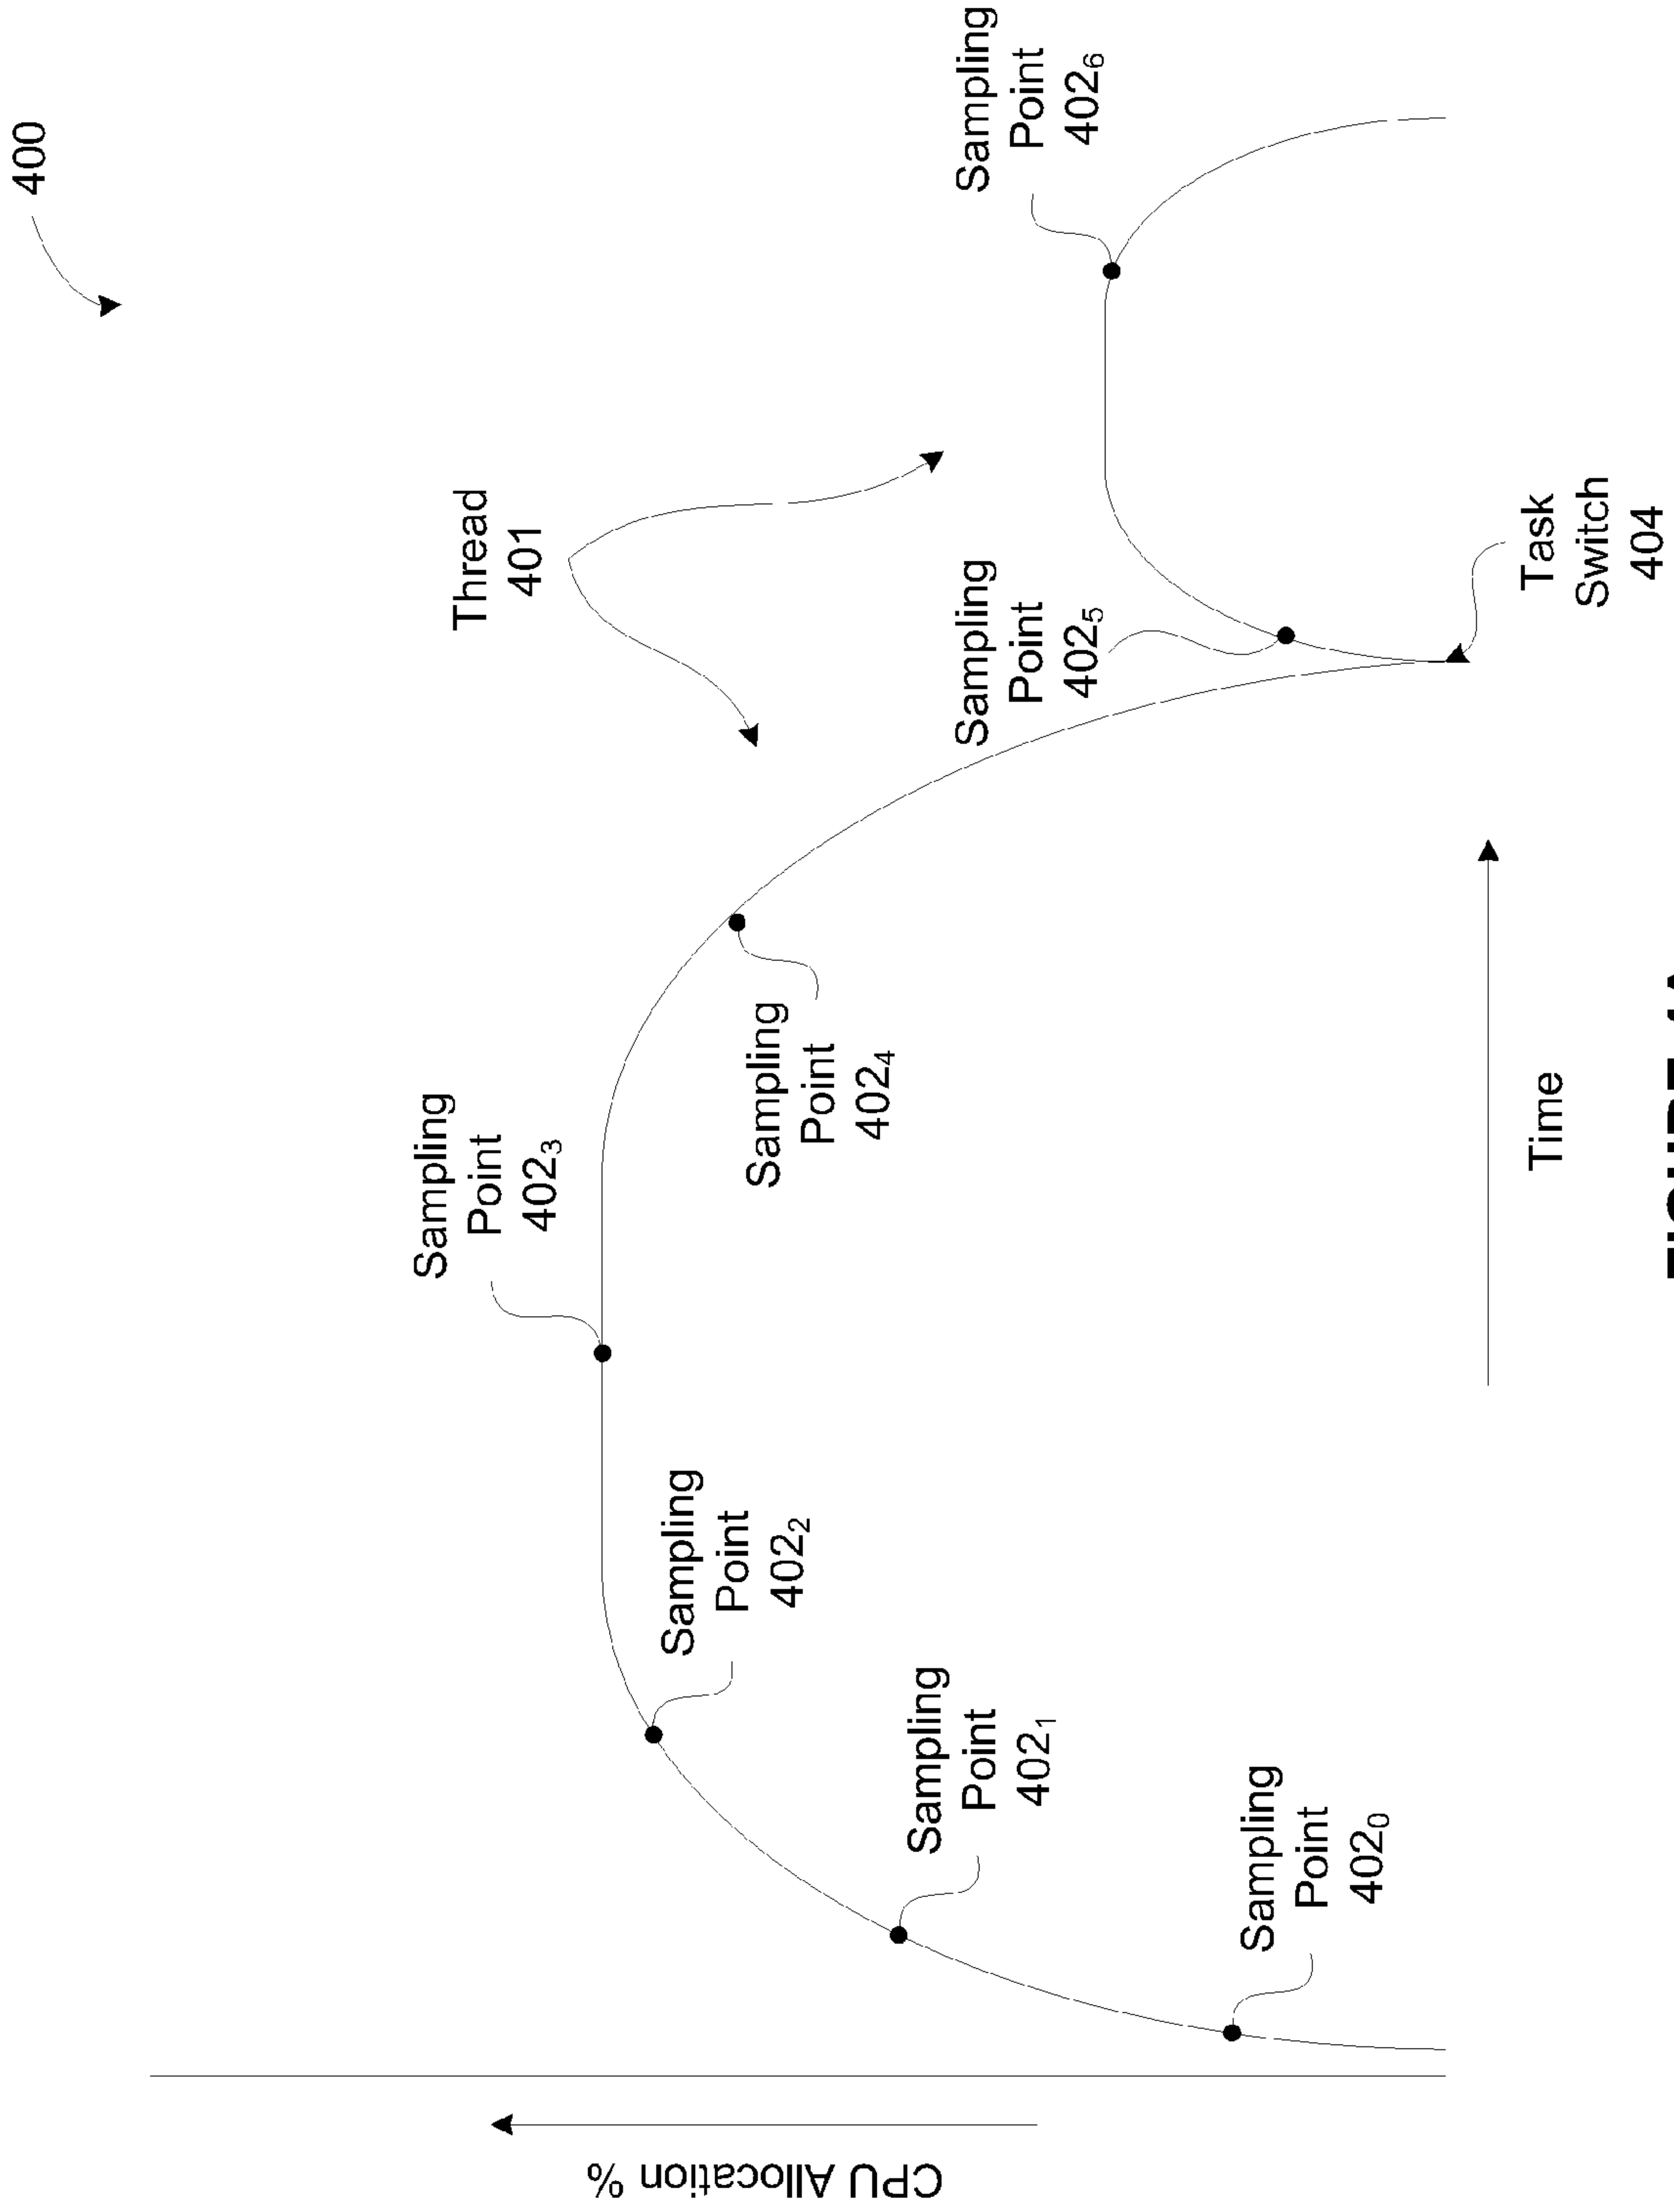 400
Thread
401
Sampling
Point
402₃
Sampling
Point
402₂
Sampling
Point
402₄
Sampling
Point
402₁
Sampling
Point
402₅
Sampling
Point
402₆
Sampling
Point
402₀
CPU Allocation %
Time
Task
Switch
404